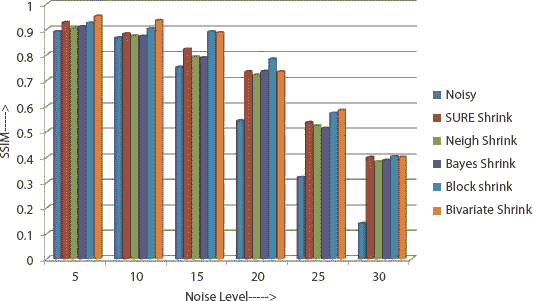 1
0.9
0.8
0.7
0.6
0.5
0.4
0.3
0.2
0.1
0
SSIM----->
5 10 15 20 25 30
Noise Level----->
Noisy
SURE Shrink
Neigh Shrink
Bayes Shrink
Block shrink
Bivariate Shrink